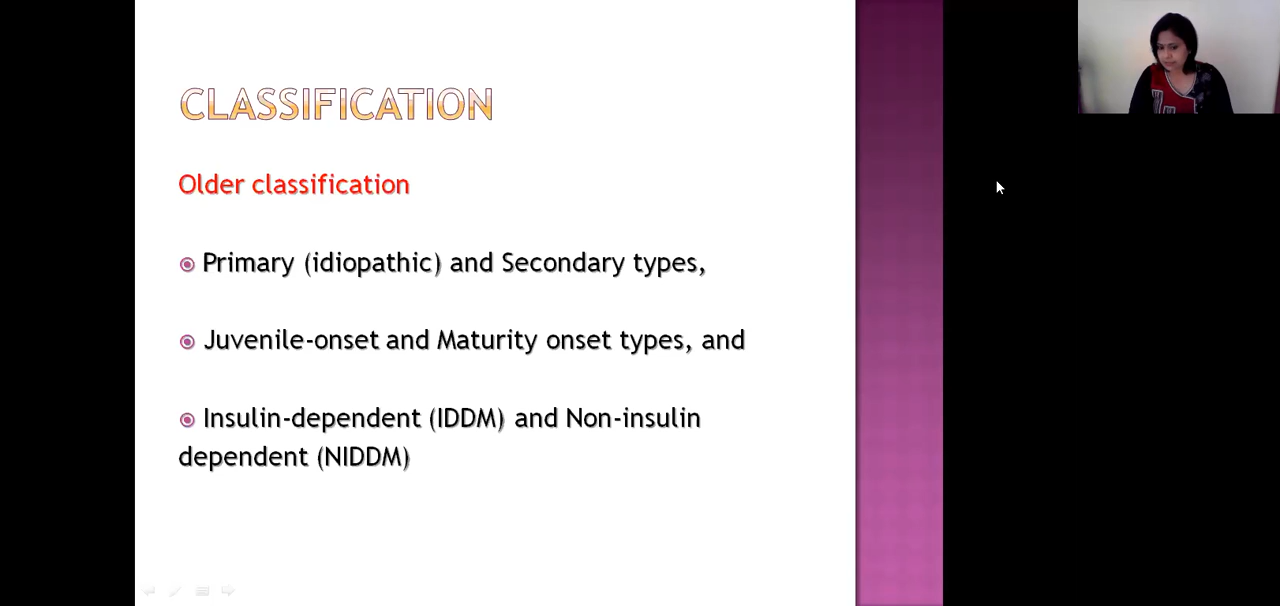 CLASSIFICATION
Older classification
Primary (idiopathic) and Secondary types,
Juvenile-onset and Maturity onset types, and
Insulin-dependent (IDDM) and Non-insulin
dependent (NIDDM)